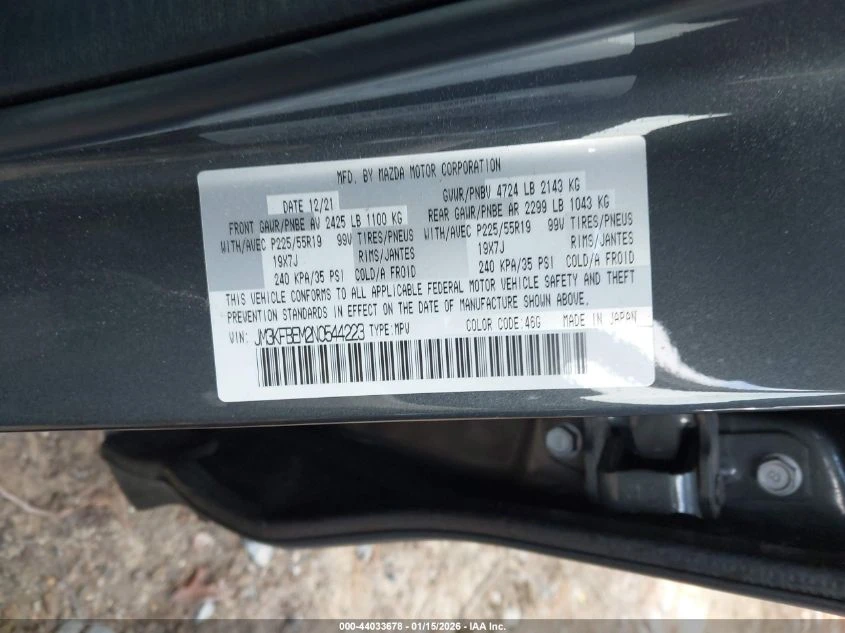 MFD. BY MAZDA MOTOR CORPORATION
DATE 12/21
GVWR/PNBV 4724 LB 2143 KG
FRONT GAWR/PNBE AV 2425 LB 1100 KG
REAR GAWR/PNBE AR 2299 LB 1043 KG
WITH/AVEC P225/55R19 99V TIRES/PNEUS
WITH/AVEC P225/55R19 99V TIRES/PNEUS
19X7J RIMS/JANTES
19X7J RIMS/JANTES
240 KPA/35 PSI COLD/A FROID
240 KPA/35 PSI COLD/A FROID
THIS VEHICLE CONFORMS TO ALL APPLICABLE FEDERAL MOTOR VEHICLE SAFETY AND THEFT
PREVENTION STANDARDS IN EFFECT ON THE DATE OF MANUFACTURE SHOWN ABOVE.
VIN: JM3KFBEM2N0544223 TYPE:MPV COLOR CODE:46G MADE IN JAPAN
8
000-44033678 - 01/15/2026 - IAA Inc.